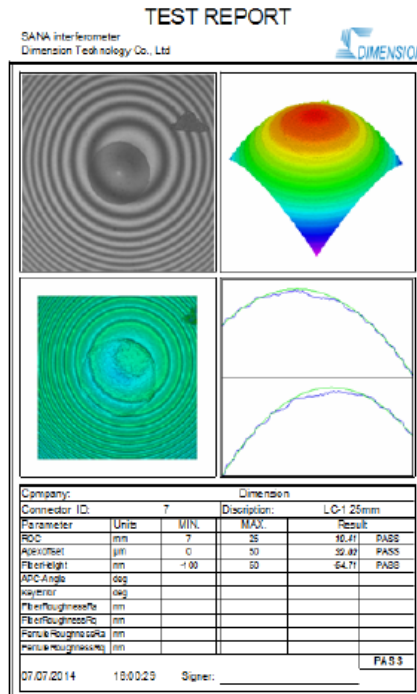 TEST REPORT
SANA interferometer
Dimension Technology Co., Ltd
DIMENSION
Company: Dimension
Connector ID: 7 Discription: LC-1.25mm
Parameter Units MIN. MAX. Result
ROC mm 7 25 10.41 PASS
Apexoffset μm 0 50 32.02 PASS
FiberHeight nm -100 50 -54.71 PASS
APC-Angle deg
KeyError deg
FiberRoughnessRa nm
FiberRoughnessRq nm
FerruleRoughnessRa nm
FerruleRoughnessRq nm
PASS
07.07.2014 16:00:29 Signer: